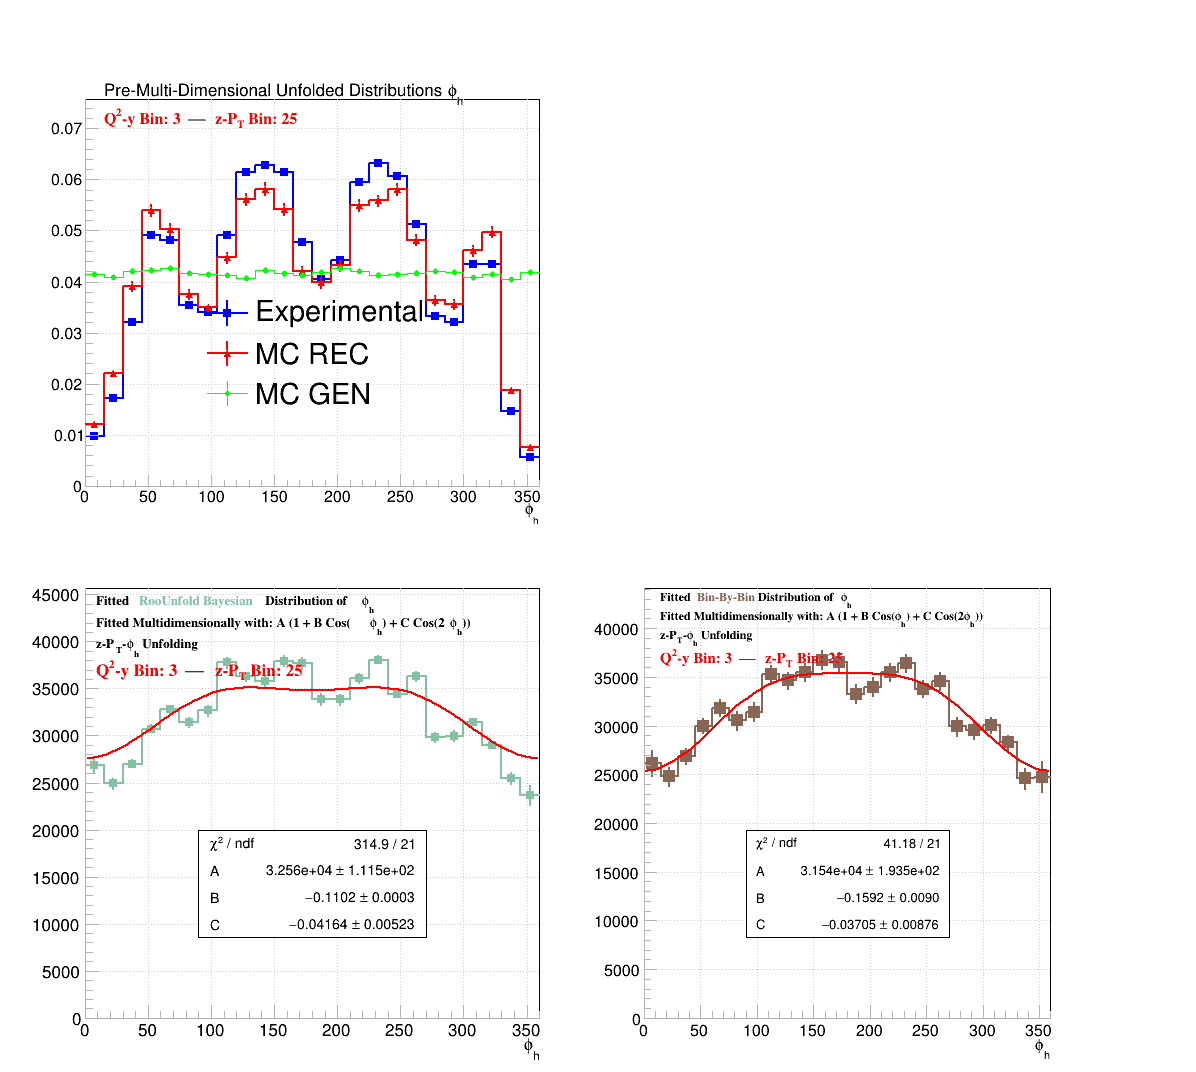 Pre-Multi-Dimensional Unfolded Distributions ϕh
Q²-y Bin: 3 — z-PT Bin: 25
0.07
0.06
0.05
0.04
0.03
0.02
0.01
0
Experimental
MC REC
MC GEN
0 50 100 150 200 250 300 350
ϕh
Fitted RooUnfold Bayesian Distribution of ϕh
Fitted Multidimensionally with: A (1 + B Cos( ϕh) + C Cos(2 ϕh))
z-PT-ϕh Unfolding
Q²-y Bin: 3 — z-PT Bin: 25
45000
40000
35000
30000
25000
20000
15000
10000
5000
0
χ² / ndf 314.9 / 21
A 3.256e+04 ± 1.115e+02
B −0.1102 ± 0.0003
C −0.04164 ± 0.00523
0 50 100 150 200 250 300 350
ϕh
Fitted Bin-By-Bin Distribution of ϕh
Fitted Multidimensionally with: A (1 + B Cos(ϕh) + C Cos(2ϕh))
z-PT-ϕh Unfolding
Q²-y Bin: 3 — z-PT Bin: 25
40000
35000
30000
25000
20000
15000
10000
5000
0
χ² / ndf 41.18 / 21
A 3.154e+04 ± 1.935e+02
B −0.1592 ± 0.0090
C −0.03705 ± 0.00876
0 50 100 150 200 250 300 350
ϕh